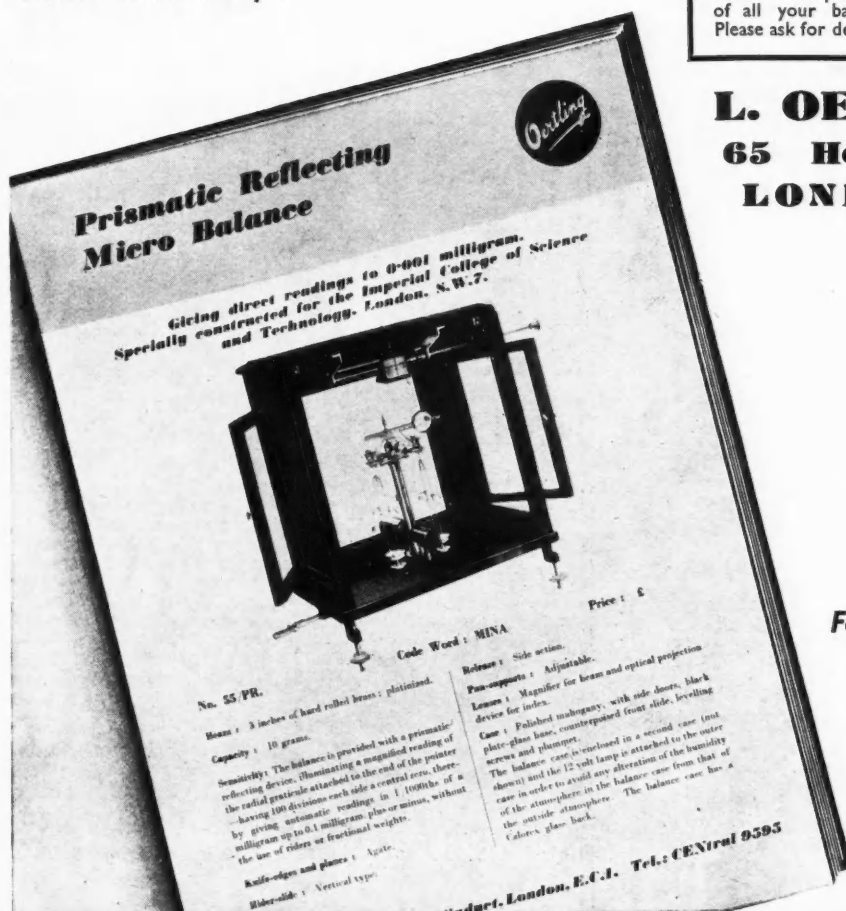 of all your ba
Please ask for de
L. OE
65 Ho
LON
Oertling
Prismatic Reflecting
Micro Balance
Giving direct readings to 0·001 milligram.
Specially constructed for the Imperial College of Science
and Technology, London, S.W.7.
Code Word : MINA
Price : £
No. 55/PR.
Beam : 3 inches of hard rolled brass : platinized.
Capacity : 10 grams.
Sensitivity: The balance is provided with a prismatic
reflecting device, illuminating a magnified reading of
the radial graticule attached to the end of the pointer
—having 100 divisions each side a central zero, there-
by giving automatic readings in 1/1000ths of a
milligram up to 0.1 milligram, plus or minus, without
the use of riders or fractional weights.
Knife-edges and planes : Agate.
Rider-slide : Vertical type.
Release : Side action.
Pan-supports : Adjustable.
Lenses : Magnifier for beam and optical projection
device for index.
Case : Polished mahogany, with side doors, black
plate-glass base, counterpoised front slide, levelling
screws and plummet.
The balance case is enclosed in a second case (not
shown) and the 12 volt lamp is attached to the outer
case in order to avoid any alteration of the humidity
of the atmosphere in the balance case from that of
the outside atmosphere. The balance case has a
Calorex glass back.
London, E.C.1. Tel.: CENtral 9595
Fo